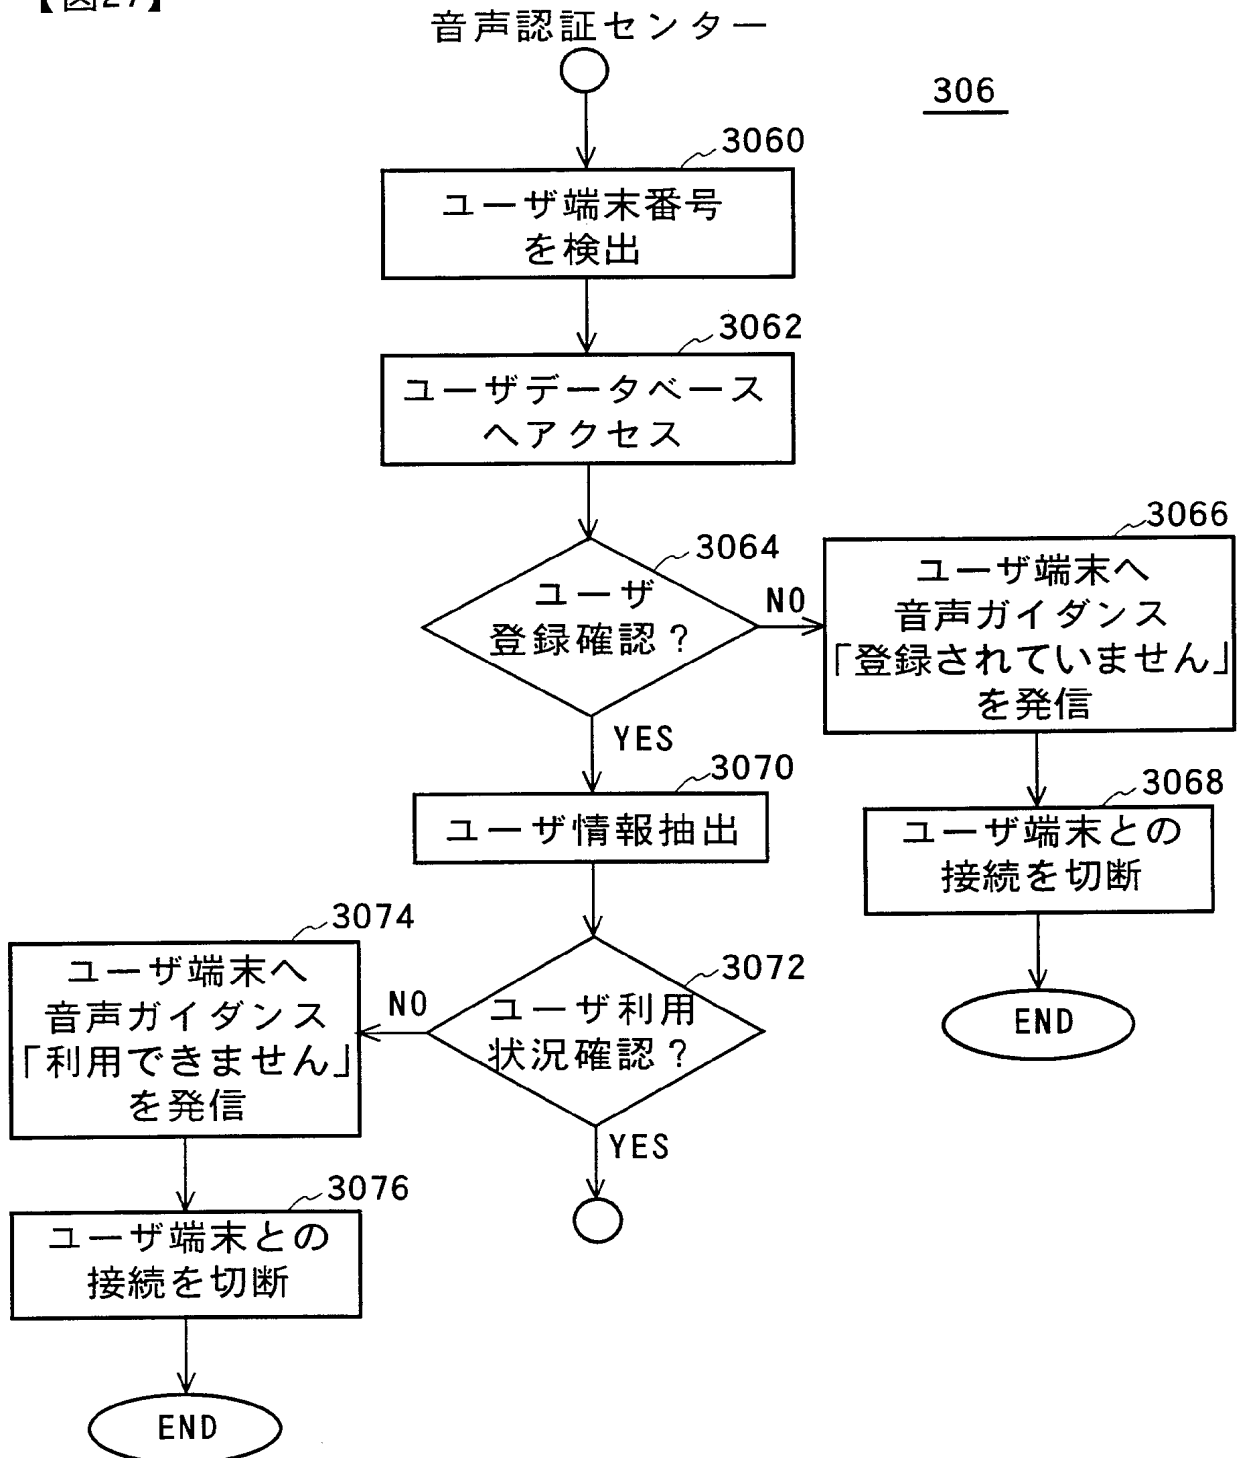 【図27】
音声認証センター
306
3060
ユーザ端末番号
を検出
3062
ユーザデータベース
へアクセス
3064
ユーザ
登録確認？
NO
YES
3066
ユーザ端末へ
音声ガイダンス
「登録されていません」
を発信
3068
ユーザ端末との
接続を切断
END
3070
ユーザ情報抽出
3072
ユーザ利用
状況確認？
NO
YES
3074
ユーザ端末へ
音声ガイダンス
「利用できません」
を発信
3076
ユーザ端末との
接続を切断
END